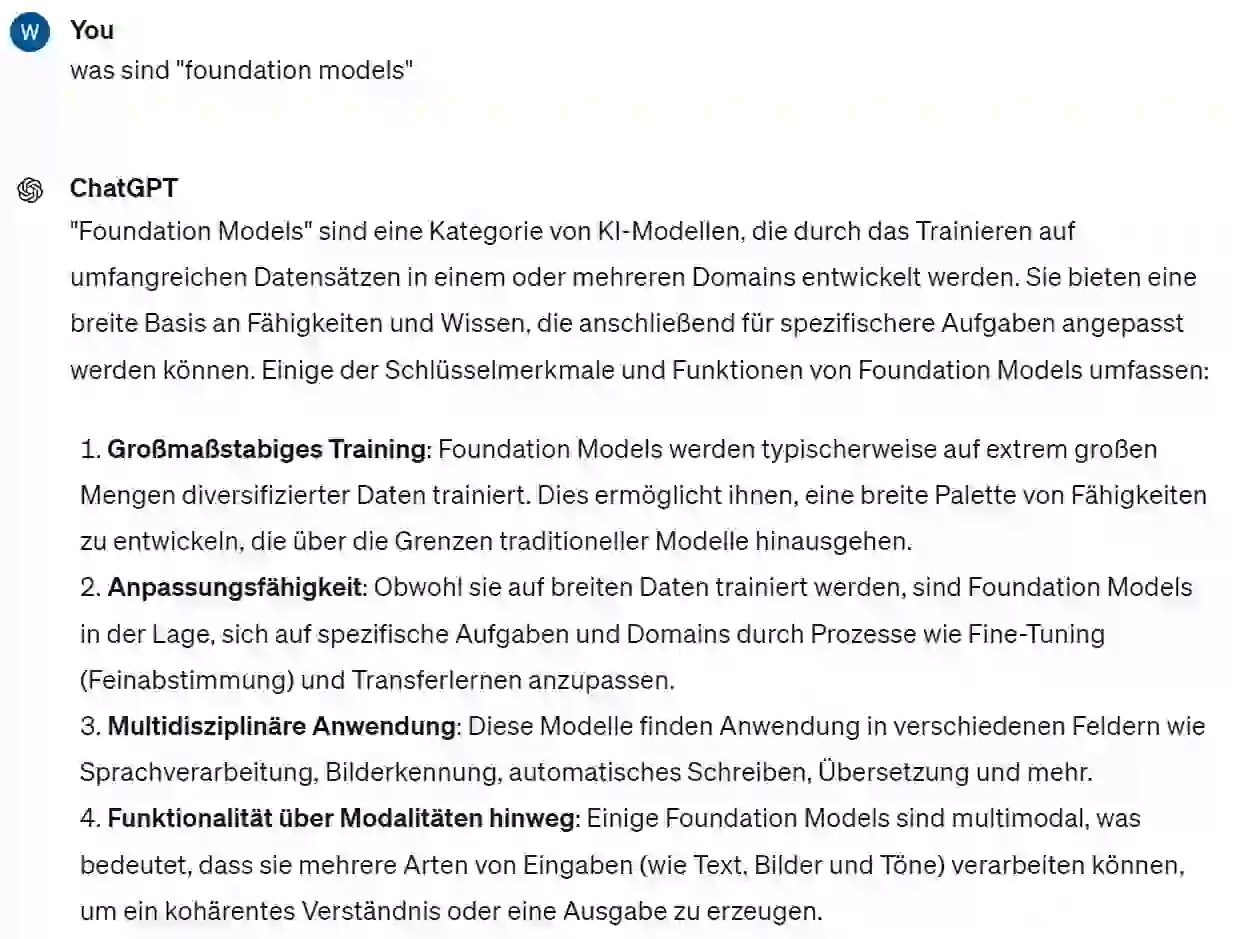 W
You
was sind "foundation models"
ChatGPT
"Foundation Models" sind eine Kategorie von KI-Modellen, die durch das Trainieren auf
umfangreichen Datensätzen in einem oder mehreren Domains entwickelt werden. Sie bieten eine
breite Basis an Fähigkeiten und Wissen, die anschließend für spezifischere Aufgaben angepasst
werden können. Einige der Schlüsselmerkmale und Funktionen von Foundation Models umfassen:
1. Großmaßstabiges Training: Foundation Models werden typischerweise auf extrem großen
Mengen diversifizierter Daten trainiert. Dies ermöglicht ihnen, eine breite Palette von Fähigkeiten
zu entwickeln, die über die Grenzen traditioneller Modelle hinausgehen.
2. Anpassungsfähigkeit: Obwohl sie auf breiten Daten trainiert werden, sind Foundation Models
in der Lage, sich auf spezifische Aufgaben und Domains durch Prozesse wie Fine-Tuning
(Feinabstimmung) und Transferlernen anzupassen.
3. Multidisziplinäre Anwendung: Diese Modelle finden Anwendung in verschiedenen Feldern wie
Sprachverarbeitung, Bilderkennung, automatisches Schreiben, Übersetzung und mehr.
4. Funktionalität über Modalitäten hinweg: Einige Foundation Models sind multimodal, was
bedeutet, dass sie mehrere Arten von Eingaben (wie Text, Bilder und Töne) verarbeiten können,
um ein kohärentes Verständnis oder eine Ausgabe zu erzeugen.